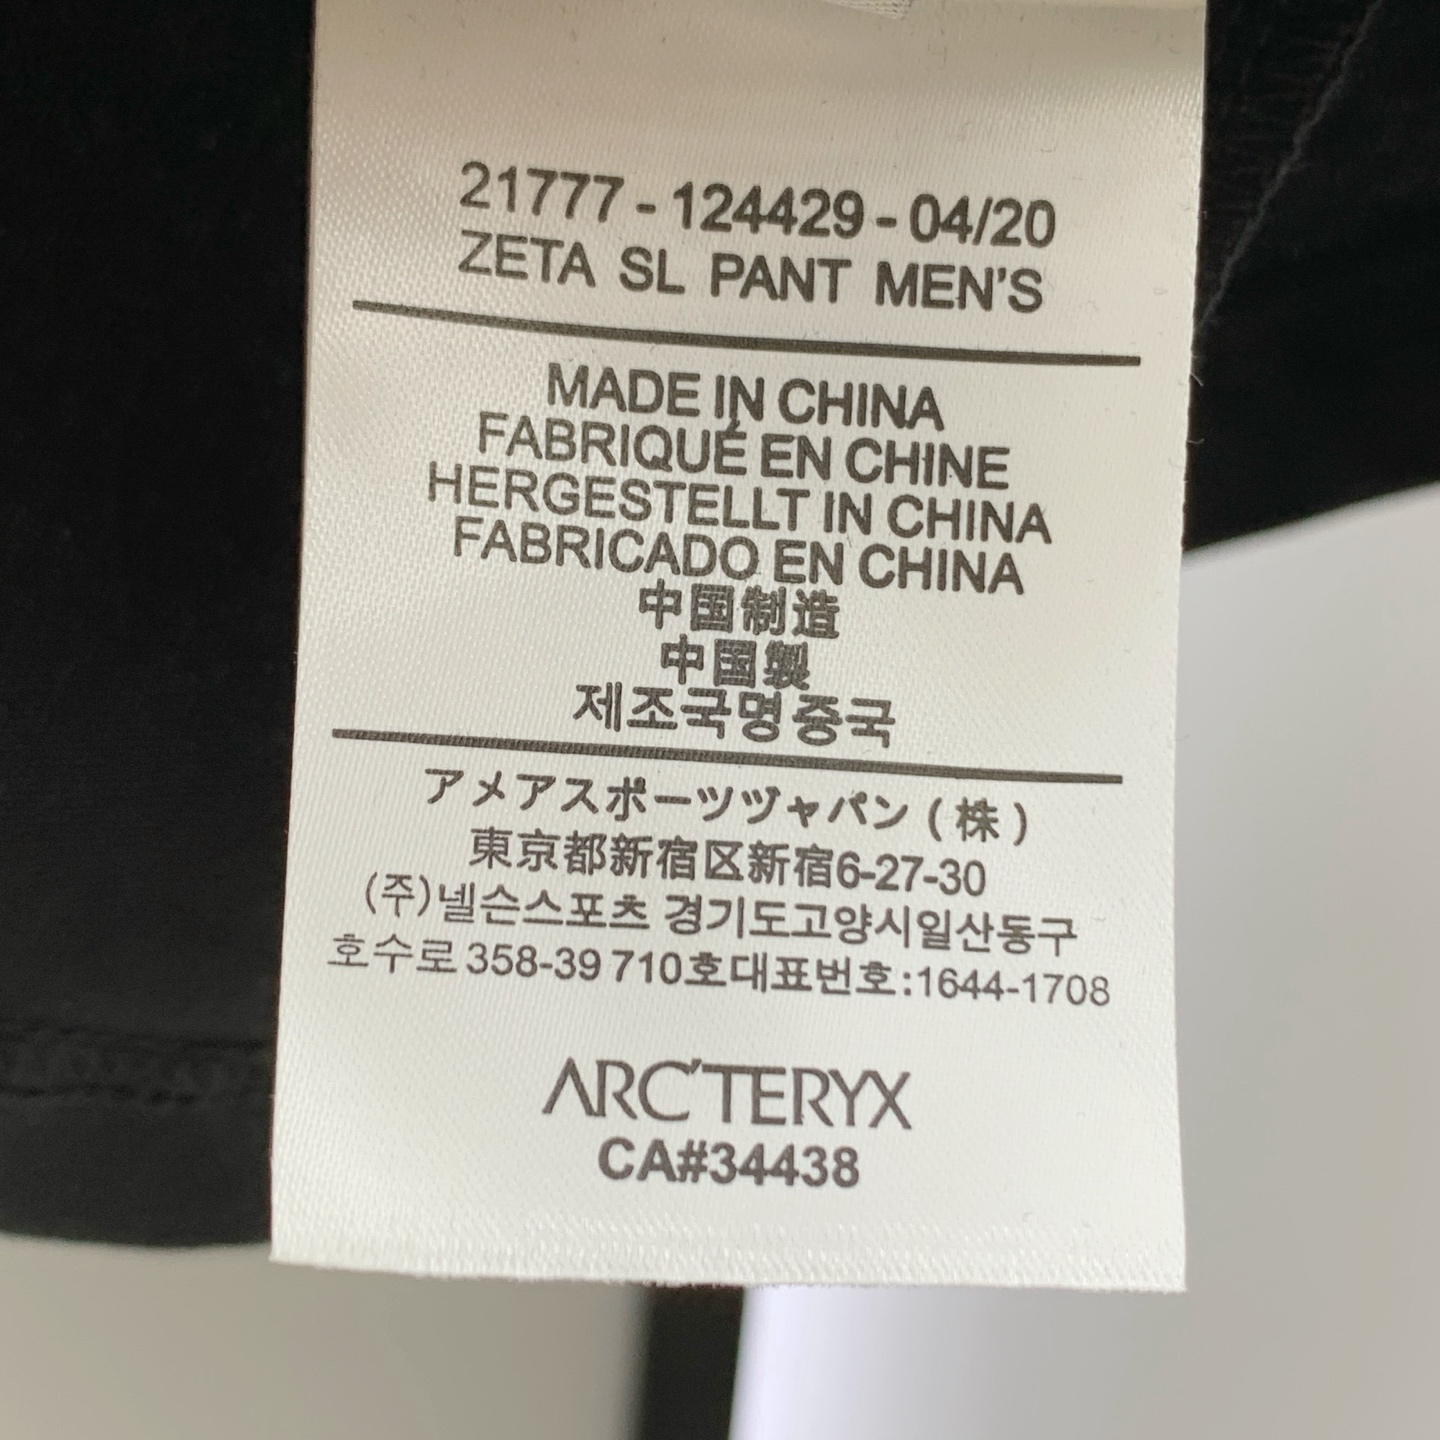 21777 - 124429 - 04/20
ZETA SL PANT MEN'S
MADE IN CHINA
FABRIQUÉ EN CHINE
HERGESTELLT IN CHINA
FABRICADO EN CHINA
中国制造
中国製
제조국명 중국
アメアスポーツヅャパン (株)
東京都新宿区新宿6-27-30
(주)넬슨스포츠 경기도고양시일산동구
호수로 358-39 710호대표번호:1644-1708
ARC'TERYX
CA#34438